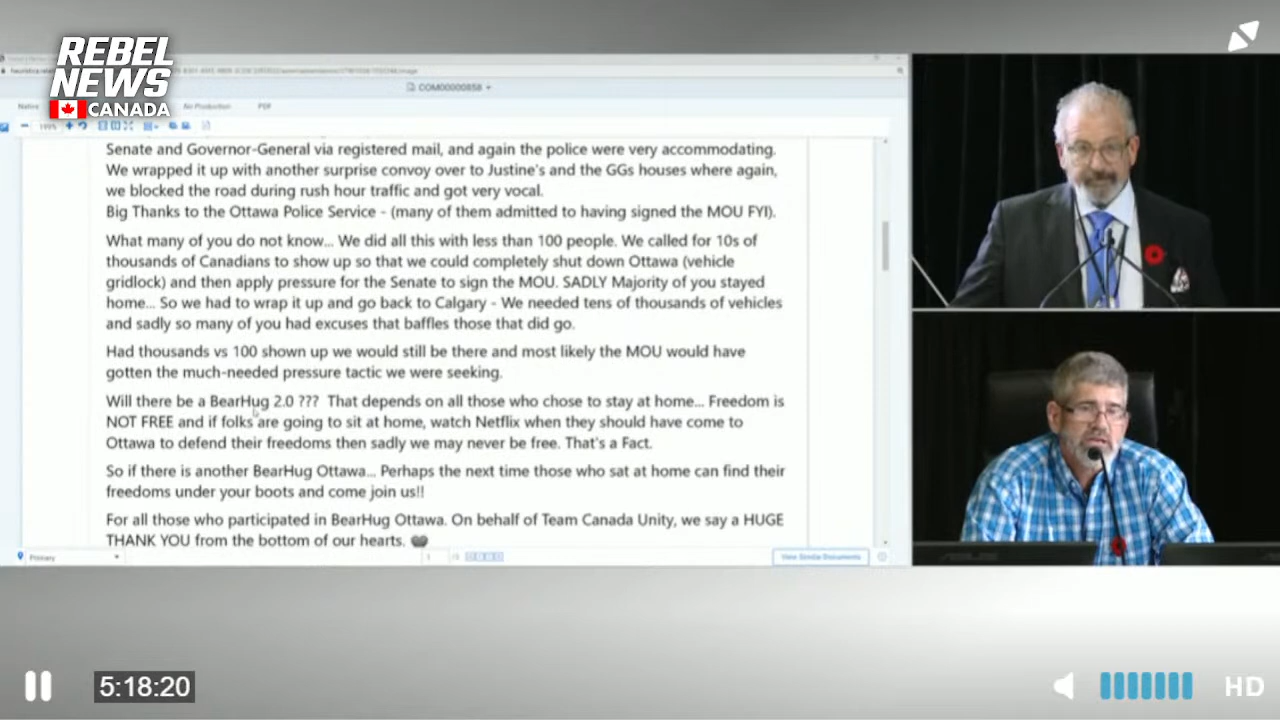 REBEL
NEWS
CANADA
COM00000858
Native
No Production
PDF
199%
Senate and Governor-General via registered mail, and again the police were very accommodating.
We wrapped it up with another surprise convoy over to Justine's and the GGs houses where again,
we blocked the road during rush hour traffic and got very vocal.
Big Thanks to the Ottawa Police Service - (many of them admitted to having signed the MOU FYI).
What many of you do not know... We did all this with less than 100 people. We called for 10s of
thousands of Canadians to show up so that we could completely shut down Ottawa (vehicle
gridlock) and then apply pressure for the Senate to sign the MOU. SADLY Majority of you stayed
home... So we had to wrap it up and go back to Calgary - We needed tens of thousands of vehicles
and sadly so many of you had excuses that baffles those that did go.
Had thousands vs 100 shown up we would still be there and most likely the MOU would have
gotten the much-needed pressure tactic we were seeking.
Will there be a BearHug 2.0 ??? That depends on all those who chose to stay at home... Freedom is
NOT FREE and if folks are going to sit at home, watch Netflix when they should have come to
Ottawa to defend their freedoms then sadly we may never be free. That's a Fact.
So if there is another BearHug Ottawa... Perhaps the next time those who sat at home can find their
freedoms under your boots and come join us!!
For all those who participated in BearHug Ottawa. On behalf of Team Canada Unity, we say a HUGE
THANK YOU from the bottom of our hearts.
Primary
1
View Similar Documents
5:18:20
HD